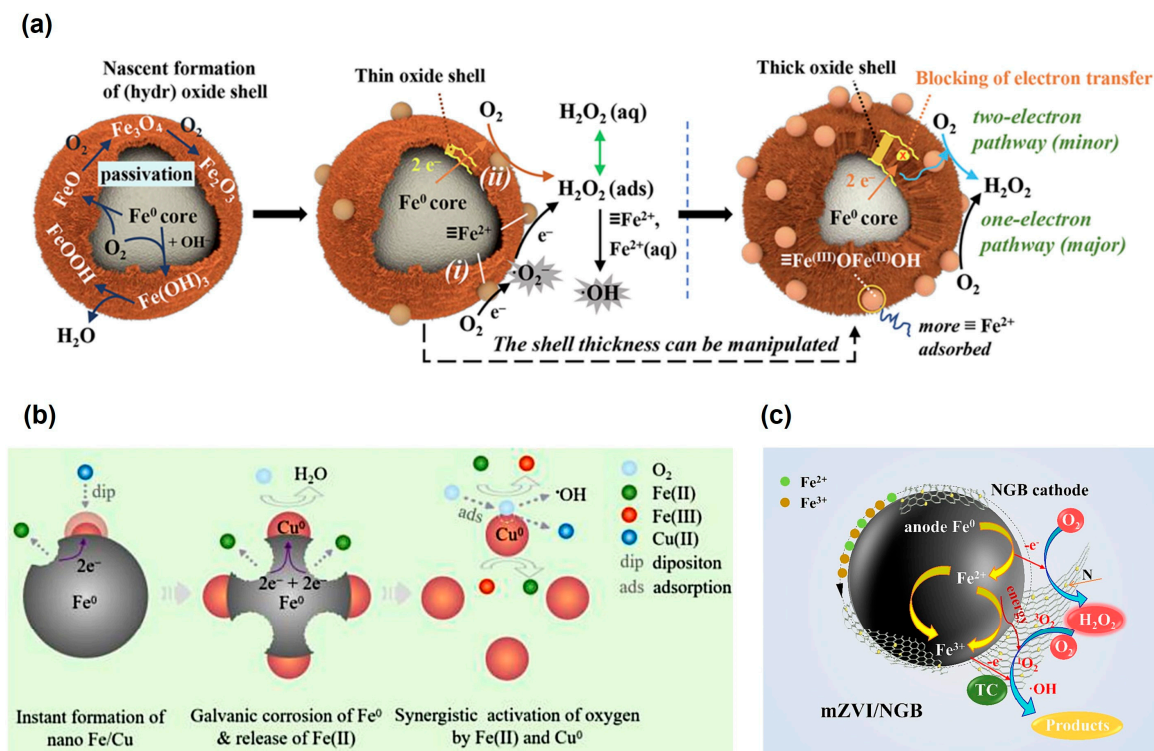 (a)
Nascent formation
of (hydr) oxide shell
O₂
Fe₃O₄
O₂
FeO
Fe₂O₃
passivation
Fe⁰ core
O₂
+ OH⁻
FeOOH
Fe(OH)₃
H₂O
Thin oxide shell
O₂
2 e⁻
(ii)
Fe⁰ core
≡Fe²⁺
(i)
e⁻
·O₂⁻
O₂
e⁻
H₂O₂ (aq)
H₂O₂ (ads)
≡Fe²⁺,
Fe²⁺(aq)
·OH
The shell thickness can be manipulated
Thick oxide shell
Blocking of electron transfer
O₂
two-electron
pathway (minor)
X
2 e⁻
Fe⁰ core
H₂O₂
one-electron
pathway (major)
≡Fe⁽ᴵᴵᴵ⁾OFe⁽ᴵᴵ⁾OH
O₂
more ≡ Fe²⁺
adsorbed
(b)
dip
2e⁻
Fe⁰
Instant formation of
nano Fe/Cu
H₂O
Cu⁰
2e⁻ + 2e⁻
Fe⁰
Galvanic corrosion of Fe⁰
& release of Fe(II)
ads
·OH
Cu⁰
Synergistic activation of oxygen
by Fe(II) and Cu⁰
O₂
Fe(II)
Fe(III)
Cu(II)
dip dipositon
ads adsorption
(c)
Fe²⁺
Fe³⁺
NGB cathode
anode Fe⁰
O₂
-e⁻
Fe²⁺
N
energy
³O₂
H₂O₂
Fe³⁺
O₂
-e⁻
¹O₂
TC
·OH
mZVI/NGB
Products